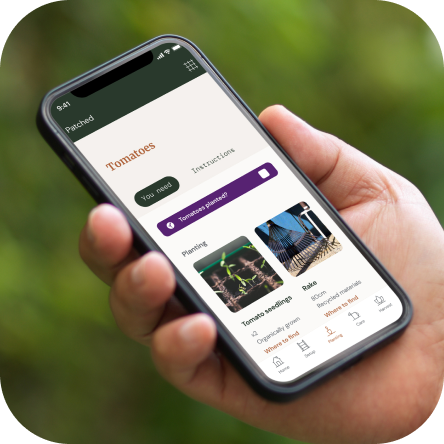 9:41
Patched
Tomatoes
You need
Instructions
Tomatoes planted?
Planting
Tomato seedlings
x2
Organically grown
Where to find
Rake
80cm
Recycled materials
Where to find
Home
Setup
Planting
Care
Harvest